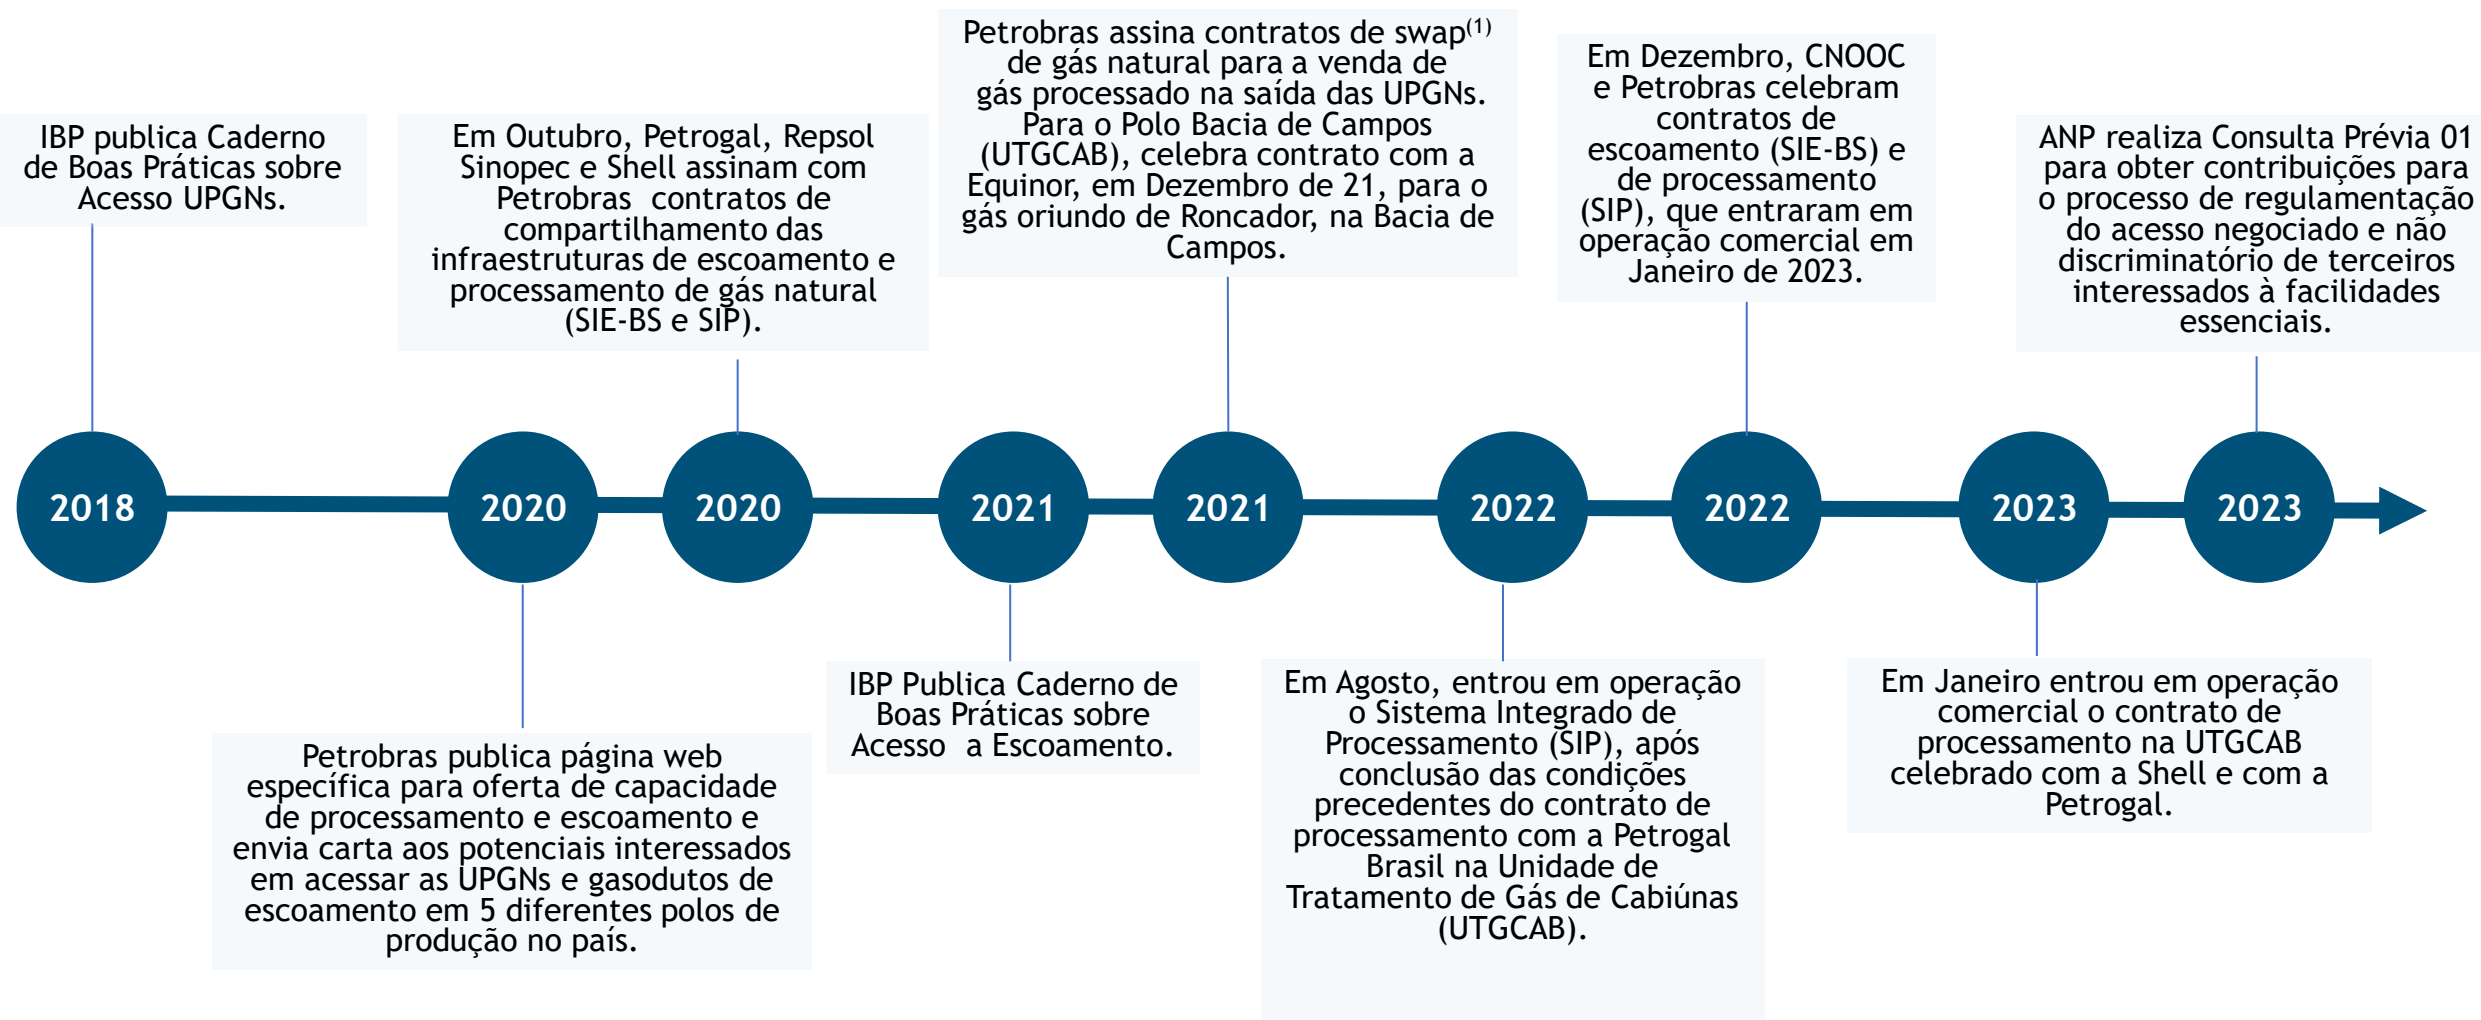 IBP publica Caderno
de Boas Práticas sobre
Acesso UPGNs.
Em Outubro, Petrogal, Repsol
Sinopec e Shell assinam com
Petrobras  contratos de
compartilhamento das
infraestruturas de escoamento e
processamento de gás natural
(SIE-BS e SIP).
Petrobras assina contratos de swap(1)
de gás natural para a venda de
gás processado na saída das UPGNs.
Para o Polo Bacia de Campos
(UTGCAB), celebra contrato com a
Equinor, em Dezembro de 21, para o
gás oriundo de Roncador, na Bacia de
Campos.
Em Dezembro, CNOOC
e Petrobras celebram
contratos de
escoamento (SIE-BS) e
de processamento
(SIP), que entraram em
operação comercial em
Janeiro de 2023.
ANP realiza Consulta Prévia 01
para obter contribuições para
o processo de regulamentação
do acesso negociado e não
discriminatório de terceiros
interessados à facilidades
essenciais.
2018
2020
2020
2021
2021
2022
2022
2023
2023
Petrobras publica página web
específica para oferta de capacidade
de processamento e escoamento e
envia carta aos potenciais interessados
em acessar as UPGNs e gasodutos de
escoamento em 5 diferentes polos de
produção no país.
IBP Publica Caderno de
Boas Práticas sobre
Acesso  a Escoamento.
Em Agosto, entrou em operação
o Sistema Integrado de
Processamento (SIP), após
conclusão das condições
precedentes do contrato de
processamento com a Petrogal
Brasil na Unidade de
Tratamento de Gás de Cabiúnas
(UTGCAB).
Em Janeiro entrou em operação
comercial o contrato de
processamento na UTGCAB
celebrado com a Shell e com a
Petrogal.